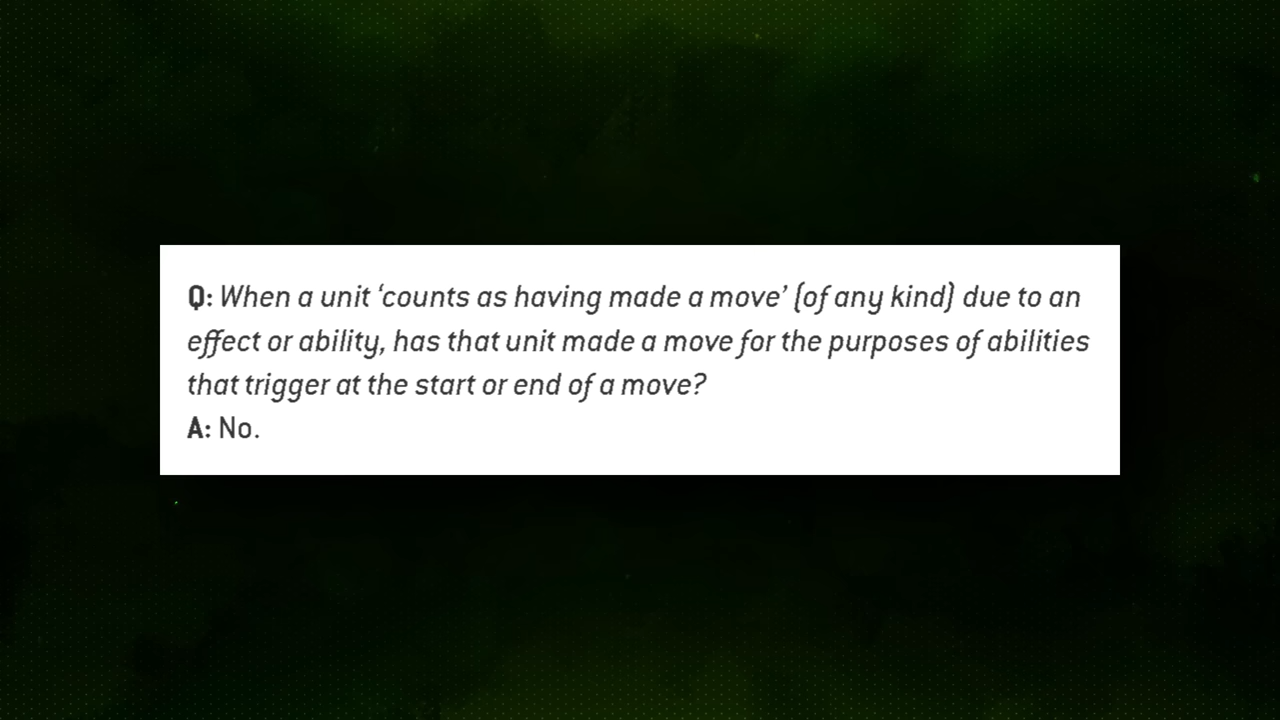 Q: When a unit ‘counts as having made a move’ (of any kind) due to an
effect or ability, has that unit made a move for the purposes of abilities
that trigger at the start or end of a move?
A: No.